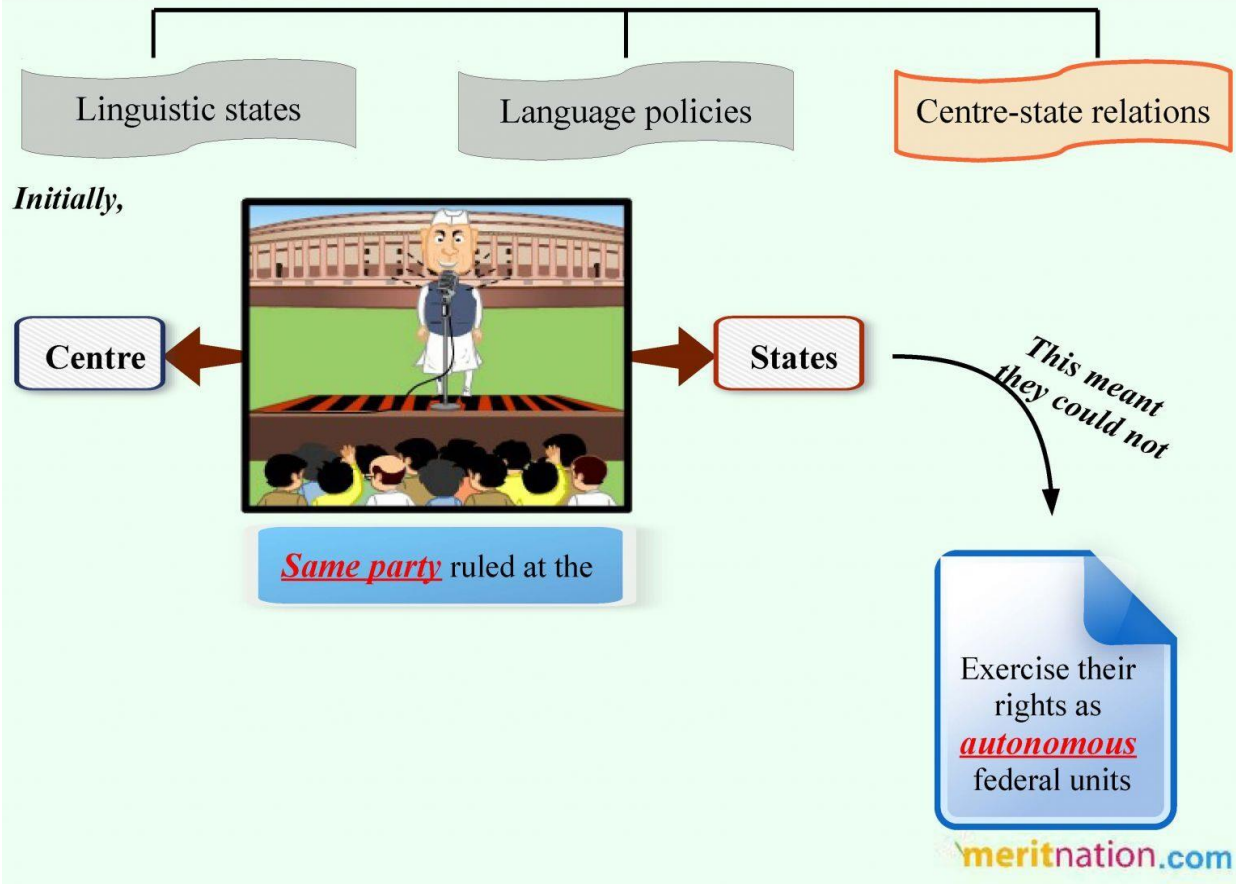 Linguistic states
Language policies
Centre-state relations
Initially,
Centre
States
This meant
they could not
Same party ruled at the
Exercise their
rights as
autonomous
federal units
meritnation.com